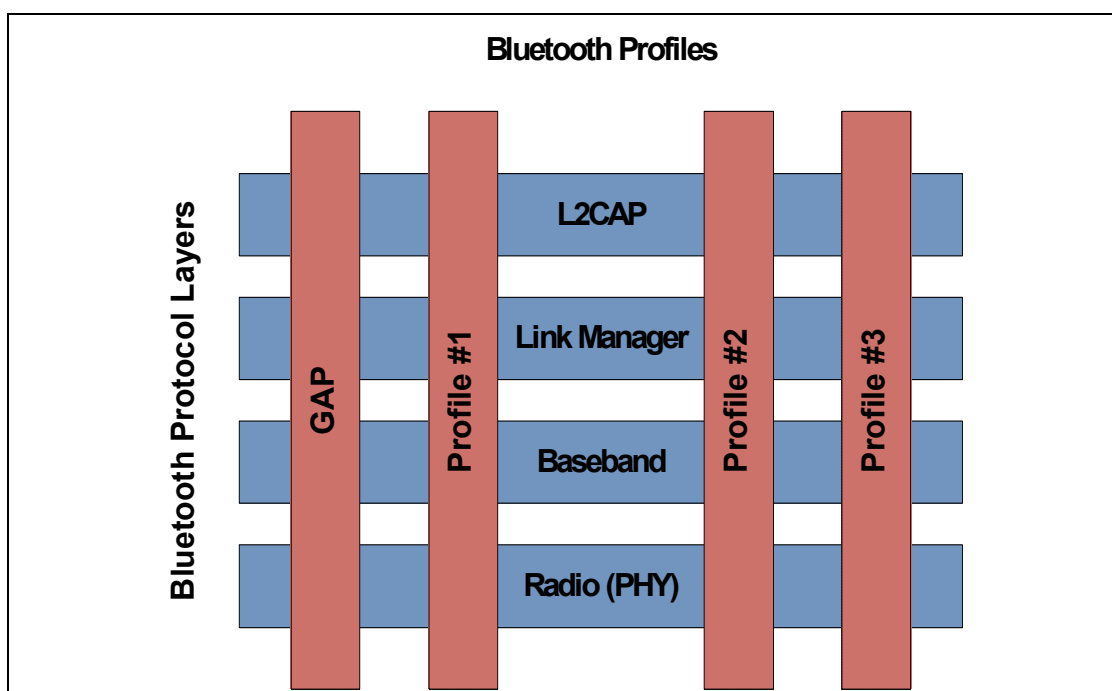 Bluetooth Profiles
Bluetooth Protocol Layers
GAP
Profile #1
Profile #2
Profile #3
L2CAP
Link Manager
Baseband
Radio (PHY)